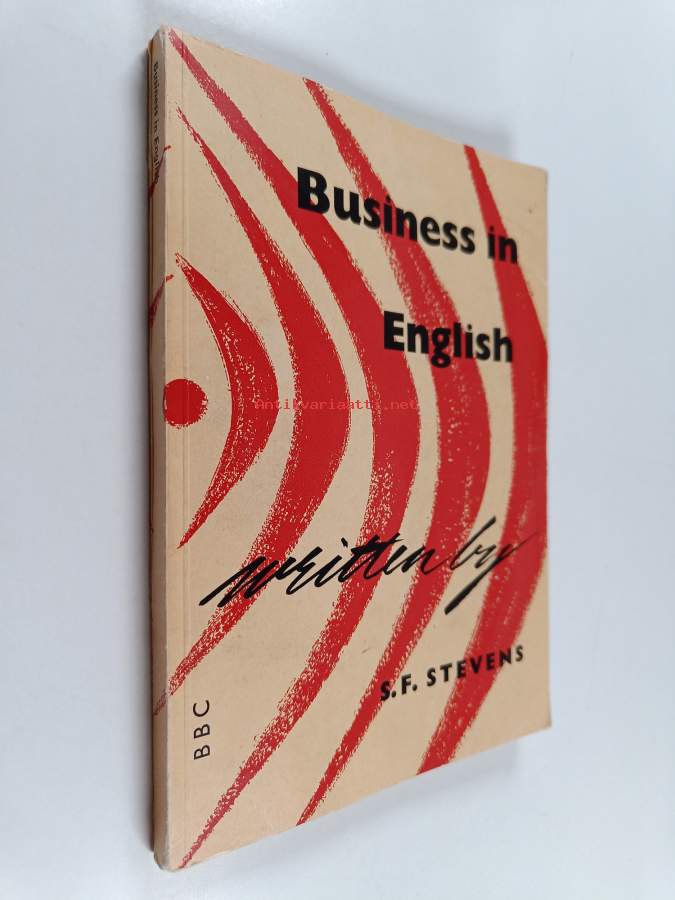 Business in English
Business in
English
Antikvariaatti.net
written by
S.F. STEVENS
BBC